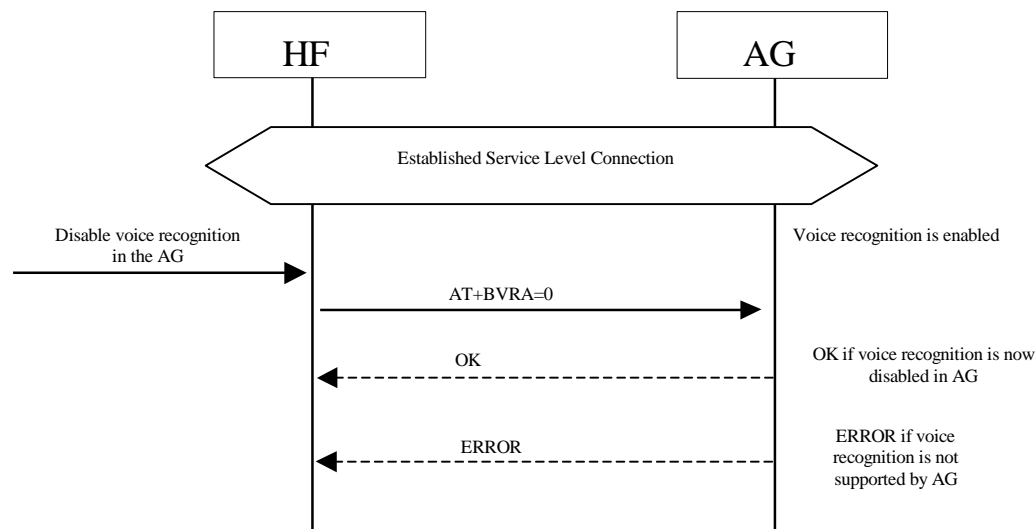 HF
AG
Established Service Level Connection
Disable voice recognition
in the AG
Voice recognition is enabled
AT+BVRA=0
OK
OK if voice recognition is now
disabled in AG
ERROR
ERROR if voice
recognition is not
supported by AG